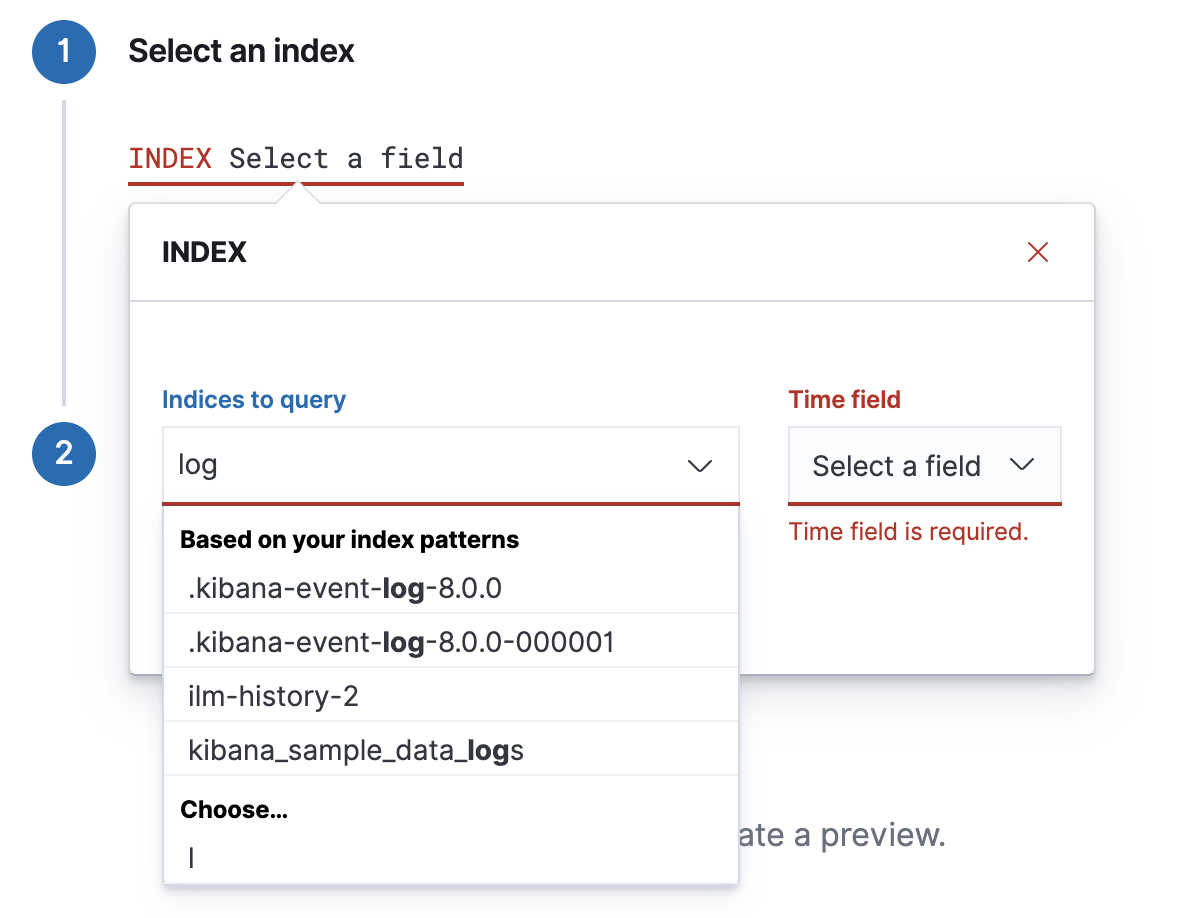 1 Select an index
INDEX Select a field
INDEX
Indices to query
Time field
log
Select a field
Time field is required.
Based on your index patterns
.kibana-event-log-8.0.0
.kibana-event-log-8.0.0-000001
ilm-history-2
kibana_sample_data_logs
Choose...
l
2
ate a preview.